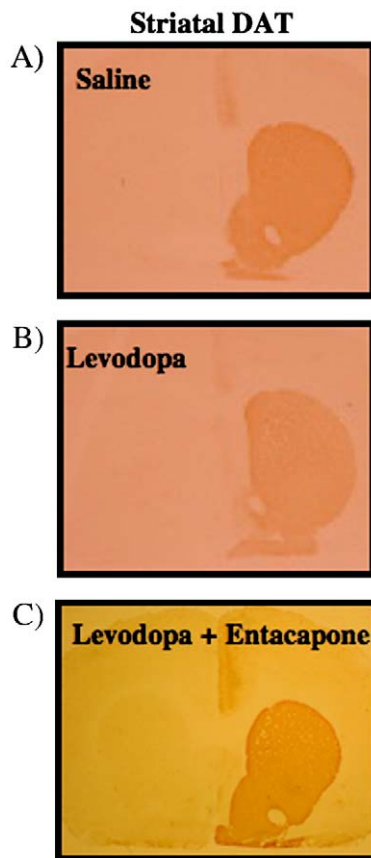 Striatal DAT
A)
Saline
B)
Levodopa
C)
Levodopa + Entacapone